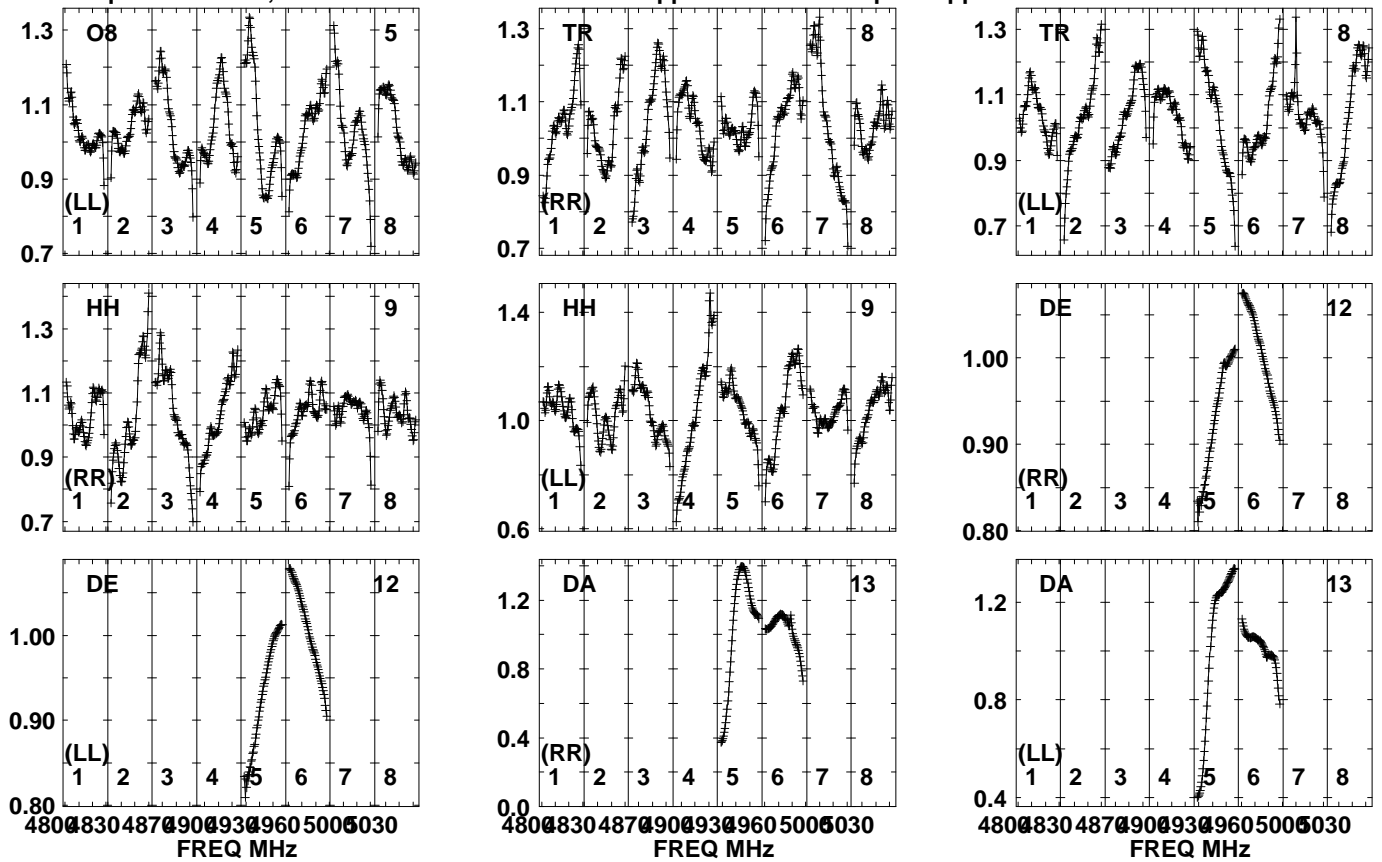 1.3 O8 5
1.1
0.9
(LL)
1 2 3 4 5 6 7 8
0.7
1.3 TR 8
1.1
0.9
(RR)
1 2 3 4 5 6 7 8
0.7
1.3 TR 8
1.1
0.9
(LL)
1 2 3 4 5 6 7 8
0.7
1.3 HH 9
1.1
0.9
(RR)
1 2 3 4 5 6 7 8
0.7
1.4 HH 9
1.0
(LL)
1 2 3 4 5 6 7 8
0.6
DE 12
1.00
0.90
(RR)
1 2 3 4 5 6 7 8
0.80
DE 12
1.00
0.90
(LL)
1 2 3 4 5 6 7 8
0.80
4800 4830 4870 4900 4930 4960 5000 5030
FREQ MHz
DA 13
1.2
0.8
0.4
(RR)
1 2 3 4 5 6 7 8
0.0
4800 4830 4870 4900 4930 4960 5000 5030
FREQ MHz
DA 13
1.2
0.8
(LL)
1 2 3 4 5 6 7 8
0.4
4800 4830 4870 4900 4930 4960 5000 5030
FREQ MHz